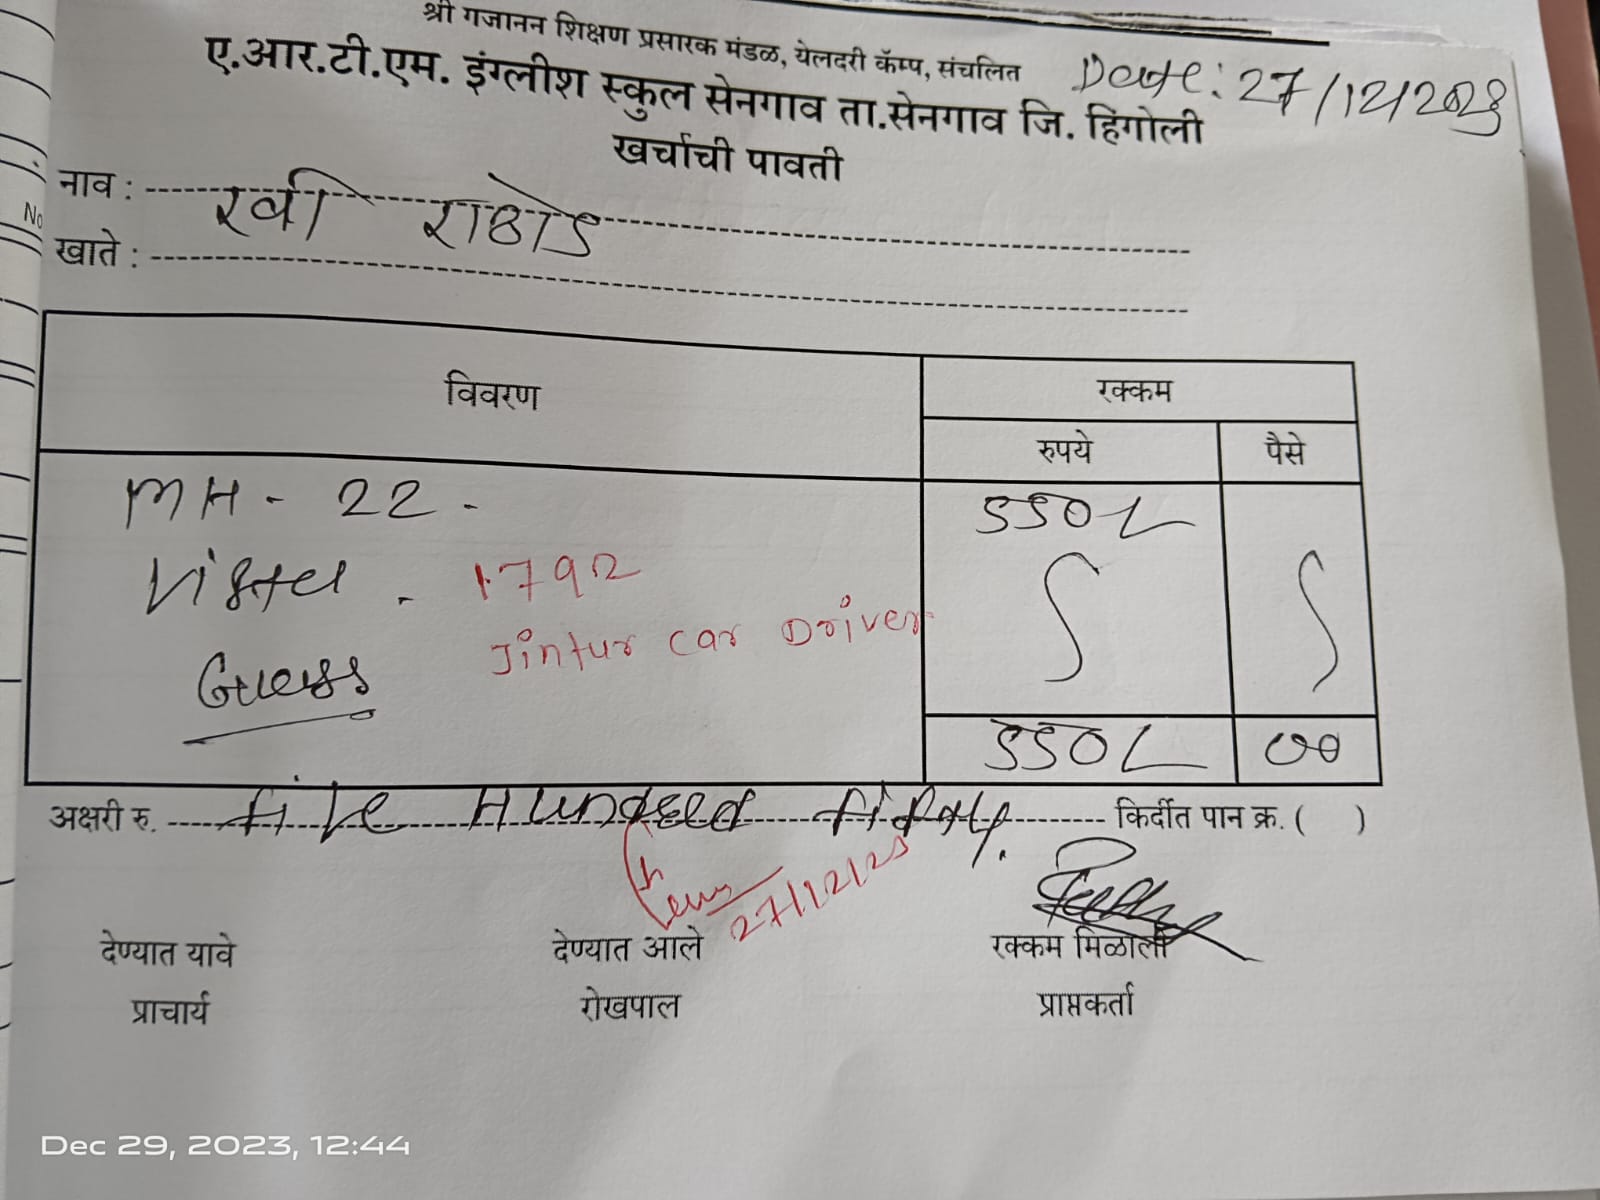 श्री गजानन शिक्षण प्रसारक मंडळ, येलदरी कॅम्प, संचलित
Date: 27/12/2023
ए.आर.टी.एम. इंग्लीश स्कुल सेनगाव ता.सेनगाव जि. हिंगोली
खर्चाची पावती
नाव : रवी राठोड
No
खाते :
विवरण रक्कम
रुपये पैसे
MH - 22 - 550/-
Vista - 1792
Jintur Car Driver
550/- 00
अक्षरी रु. Five Hundred Fifty. किर्दीत पान क्र. ( )
27/12/23
देण्यात यावे देण्यात आले रक्कम मिळाली
प्राचार्य रोखपाल प्राप्तकर्ता
Dec 29, 2023, 12:44